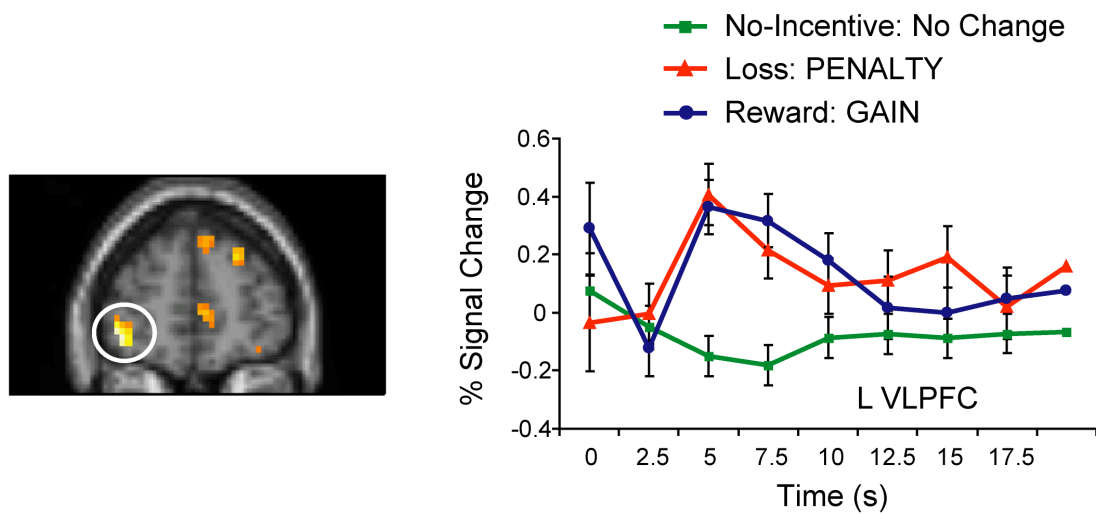 No-Incentive: No Change
Loss: PENALTY
Reward: GAIN
% Signal Change
0.6
0.4
0.2
0
-0.2
-0.4
L VLPFC
0 2.5 5 7.5 10 12.5 15 17.5
Time (s)